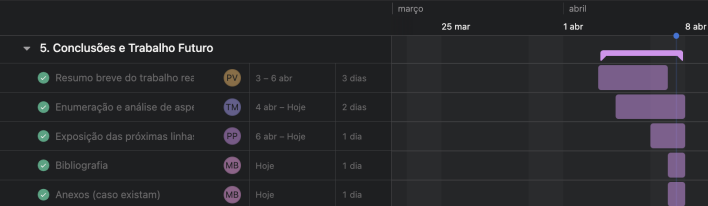 março
abril
25 mar
1 abr
8 abr
5. Conclusões e Trabalho Futuro
Resumo breve do trabalho rea
PV
3 – 6 abr
3 dias
Enumeração e análise de aspe
TM
4 abr – Hoje
2 dias
Exposição das próximas linhas
PP
6 abr – Hoje
1 dia
Bibliografia
MB
Hoje
1 dia
Anexos (caso existam)
MB
Hoje
1 dia